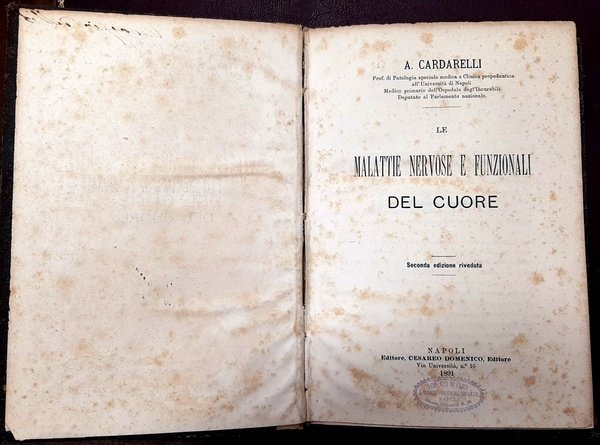 A. CARDARELLI
Prof. di Patologia speciale medica e Clinica propedeutica
all'Università di Napoli
Medico primario dell'Ospedale degl'Incurabili
Deputato al Parlamento nazionale.
LE
MALATTIE NERVOSE E FUNZIONALI
DEL CUORE
Seconda edizione riveduta
NAPOLI
Editore, CESAREO DOMENICO, Editore
Via Università, n.º 16
1891